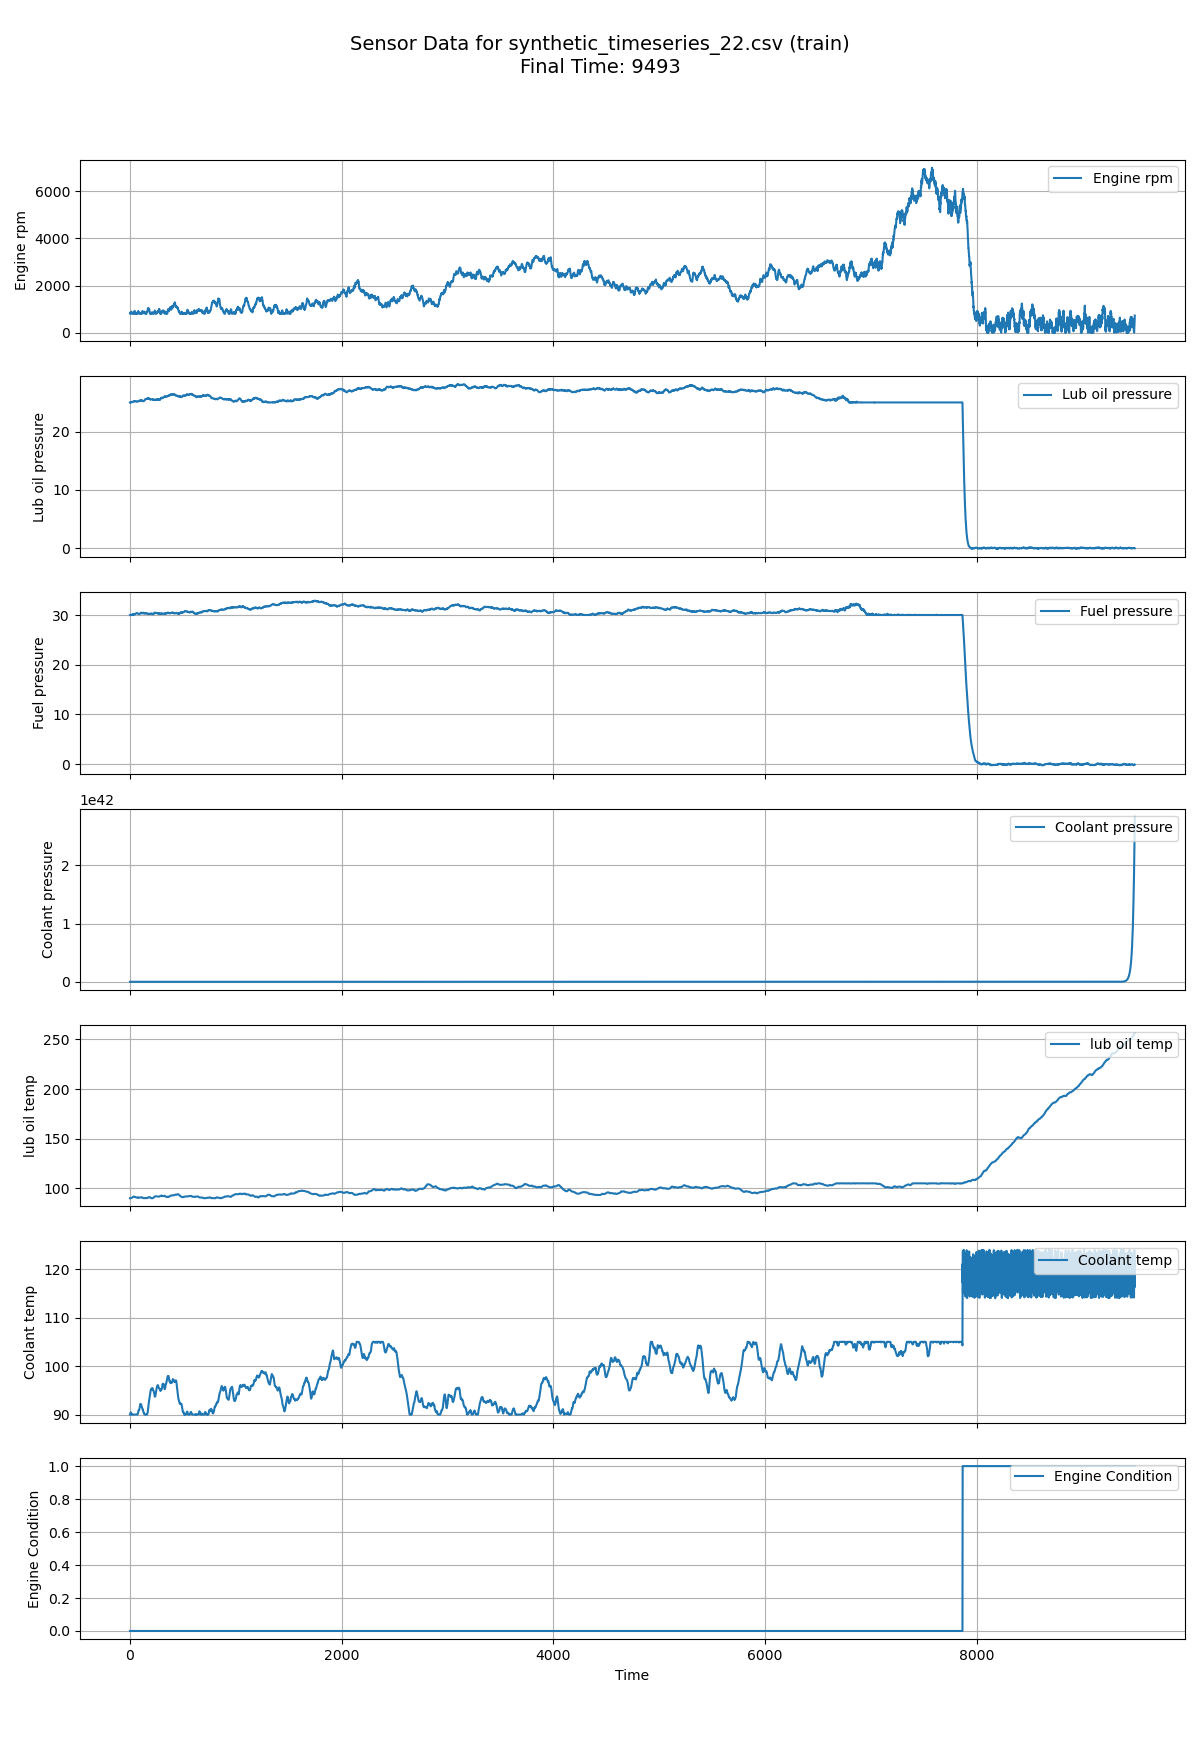 Sensor Data for synthetic_timeseries_22.csv (train)
Final Time: 9493
Engine rpm
6000
4000
2000
0
Engine rpm
Lub oil pressure
20
10
0
Lub oil pressure
Fuel pressure
30
20
10
0
Fuel pressure
1e42
Coolant pressure
2
1
0
Coolant pressure
lub oil temp
250
200
150
100
lub oil temp
Coolant temp
120
110
100
90
Coolant temp
Engine Condition
1.0
0.8
0.6
0.4
0.2
0.0
Engine Condition
0 2000 4000 6000 8000
Time